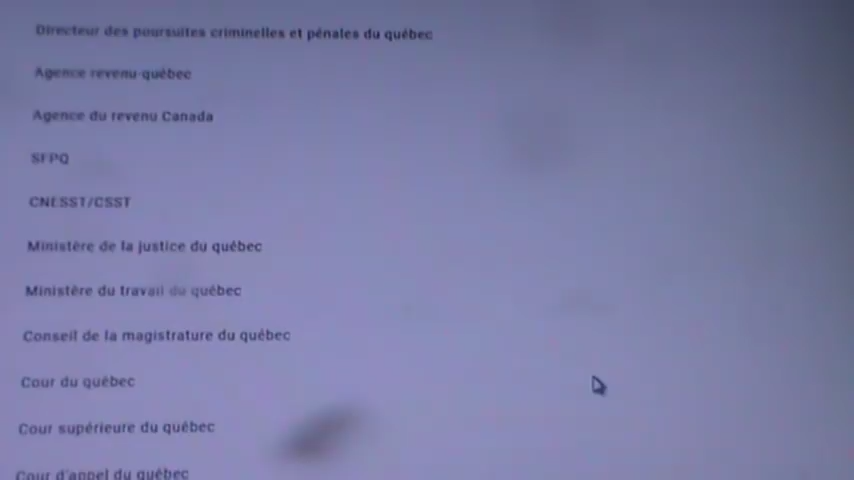 Directeur des poursuites criminelles et pénales du québec
Agence revenu québec
Agence du revenu Canada
SFPQ
CNESST/CSST
Ministère de la justice du québec
Ministère du travail du québec
Conseil de la magistrature du québec
Cour du québec
Cour supérieure du québec
Cour d'appel du québec